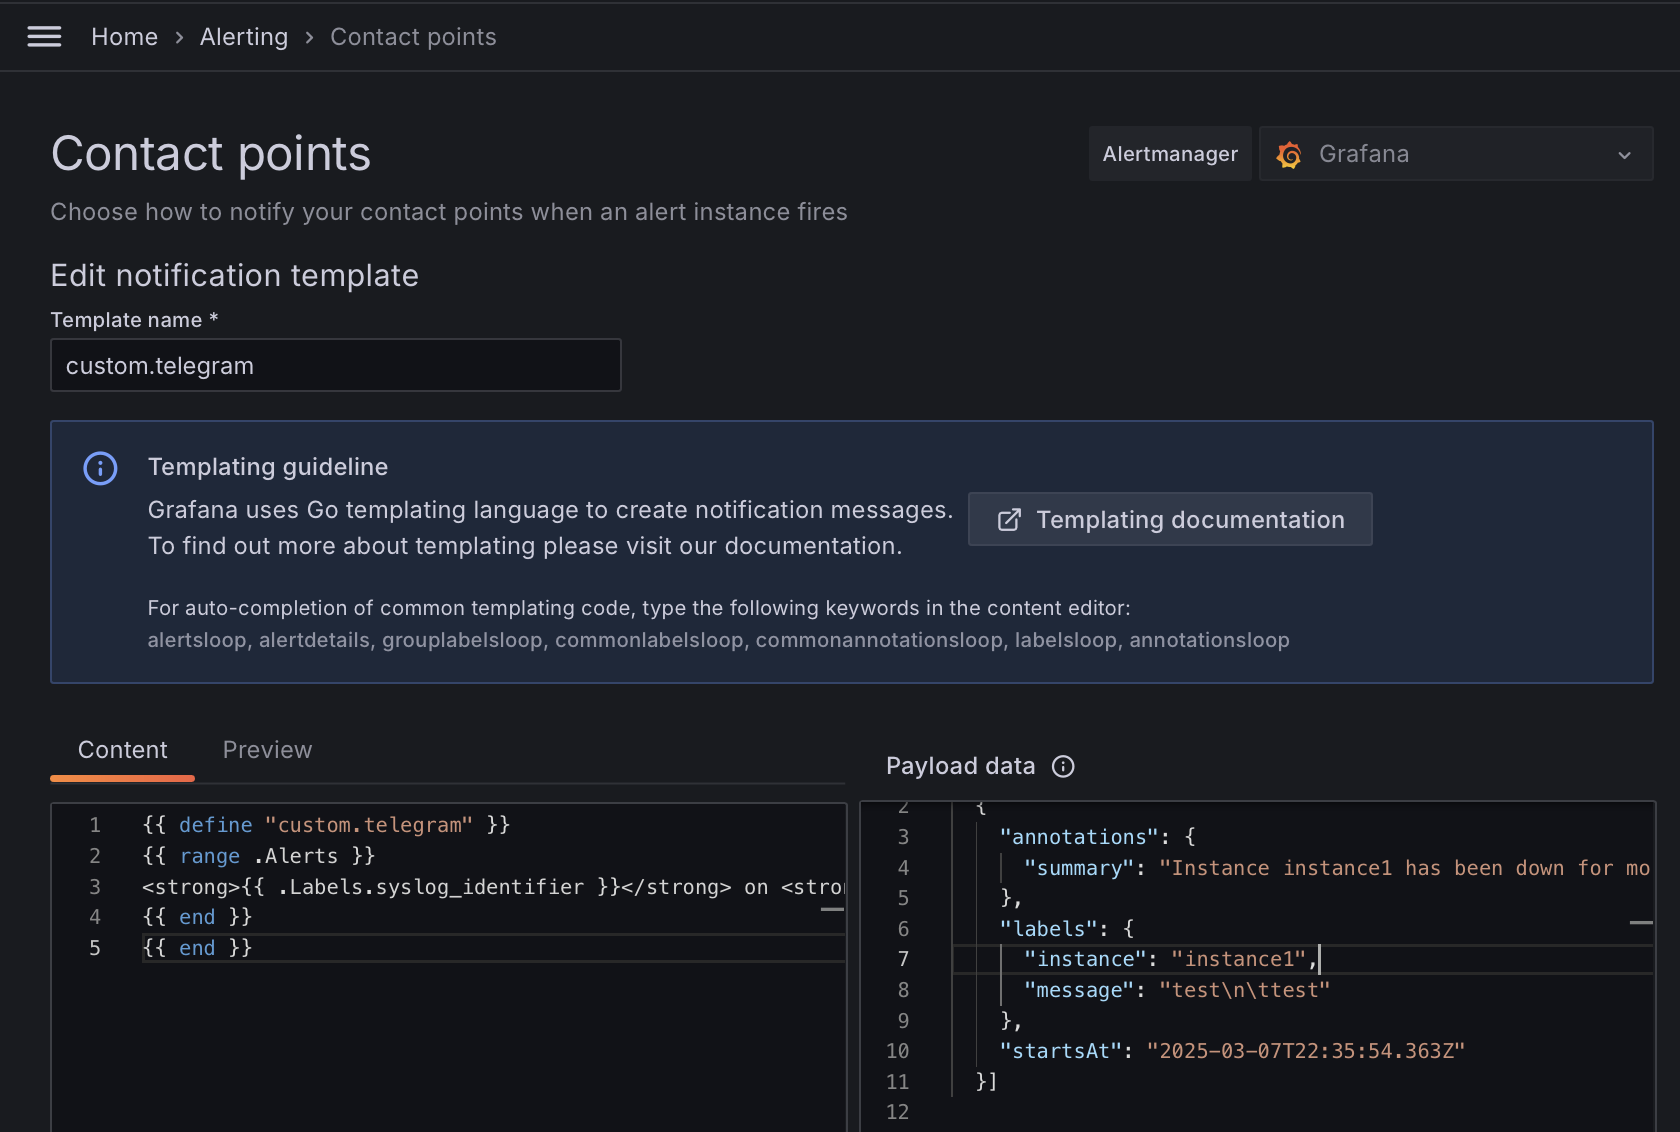 Home › Alerting › Contact points
Contact points
Alertmanager
Grafana
Choose how to notify your contact points when an alert instance fires
Edit notification template
Template name *
custom.telegram
Templating guideline
Grafana uses Go templating language to create notification messages.
To find out more about templating please visit our documentation.
Templating documentation
For auto-completion of common templating code, type the following keywords in the content editor:
alertsloop, alertdetails, grouplabelsloop, commonlabelsloop, commonannotationsloop, labelsloop, annotationsloop
Content
Preview
1 {{ define "custom.telegram" }}
2 {{ range .Alerts }}
3 <strong>{{ .Labels.syslog_identifier }}</strong> on <stro
4 {{ end }}
5 {{ end }}
Payload data
2 {
3 "annotations": {
4 "summary": "Instance instance1 has been down for mo
5 },
6 "labels": {
7 "instance": "instance1",
8 "message": "test\n\ttest"
9 },
10 "startsAt": "2025-03-07T22:35:54.363Z"
11 }]
12